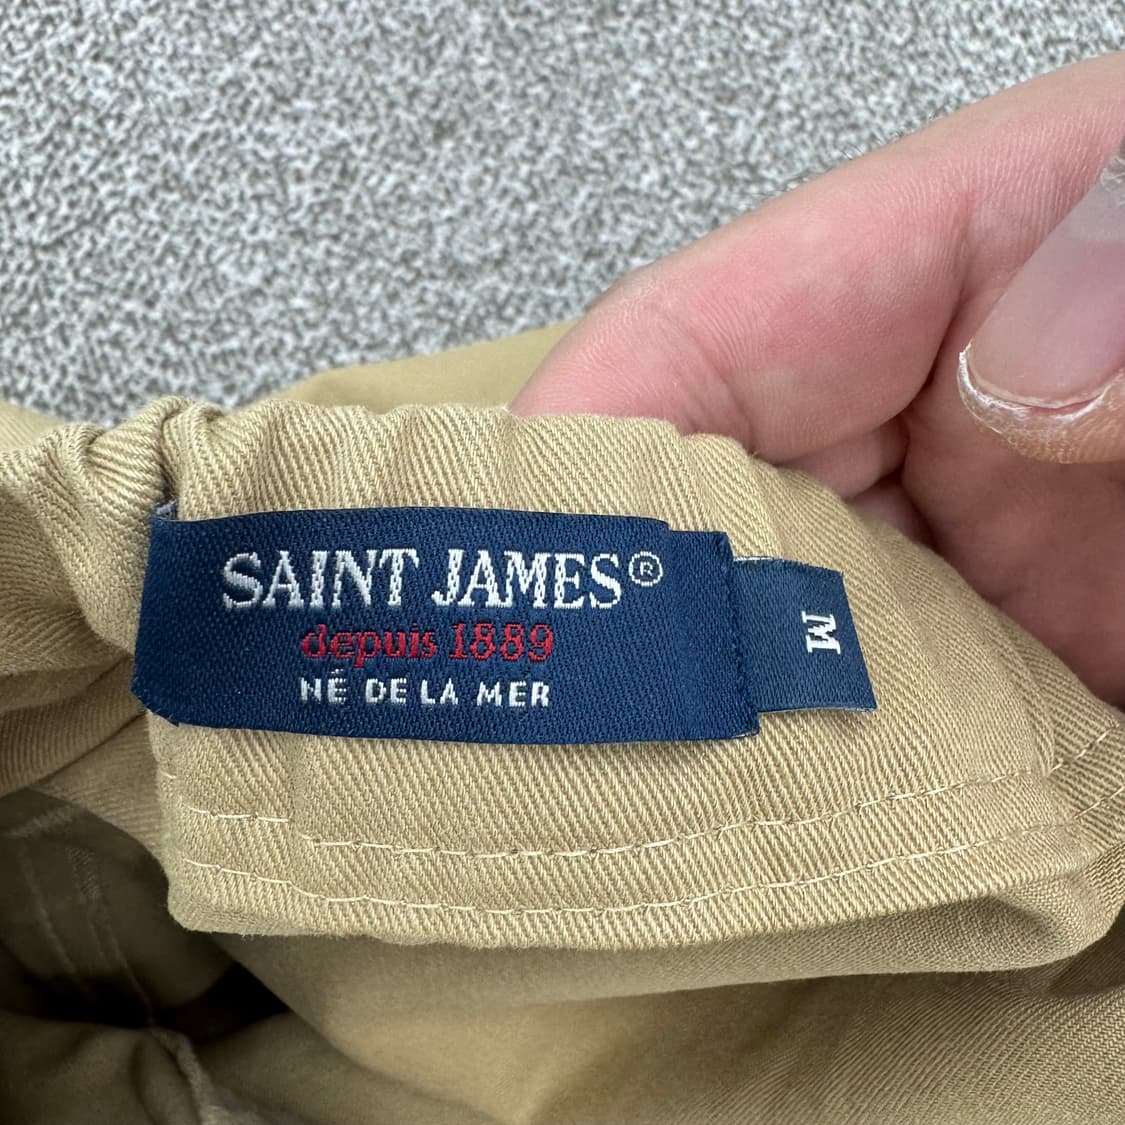 SAINT JAMES®
depuis 1889
NÉ DE LA MER
M